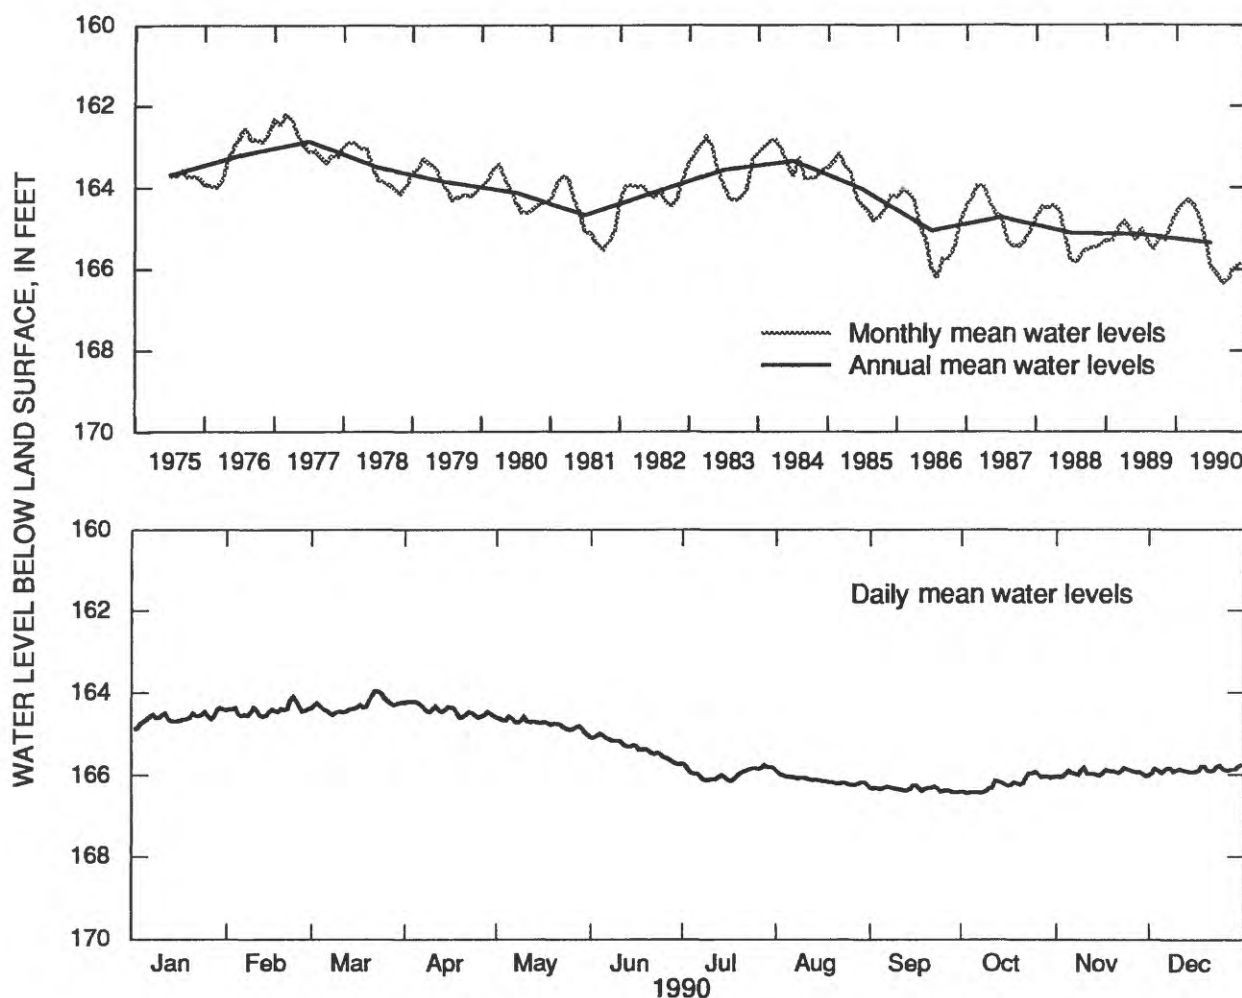 WATER LEVEL BELOW LAND SURFACE, IN FEET
160
162
164
166
168
170
Monthly mean water levels
Annual mean water levels
1975 1976 1977 1978 1979 1980 1981 1982 1983 1984 1985 1986 1987 1988 1989 1990
160
162
164
166
168
170
Daily mean water levels
Jan Feb Mar Apr May Jun Jul Aug Sep Oct Nov Dec
1990